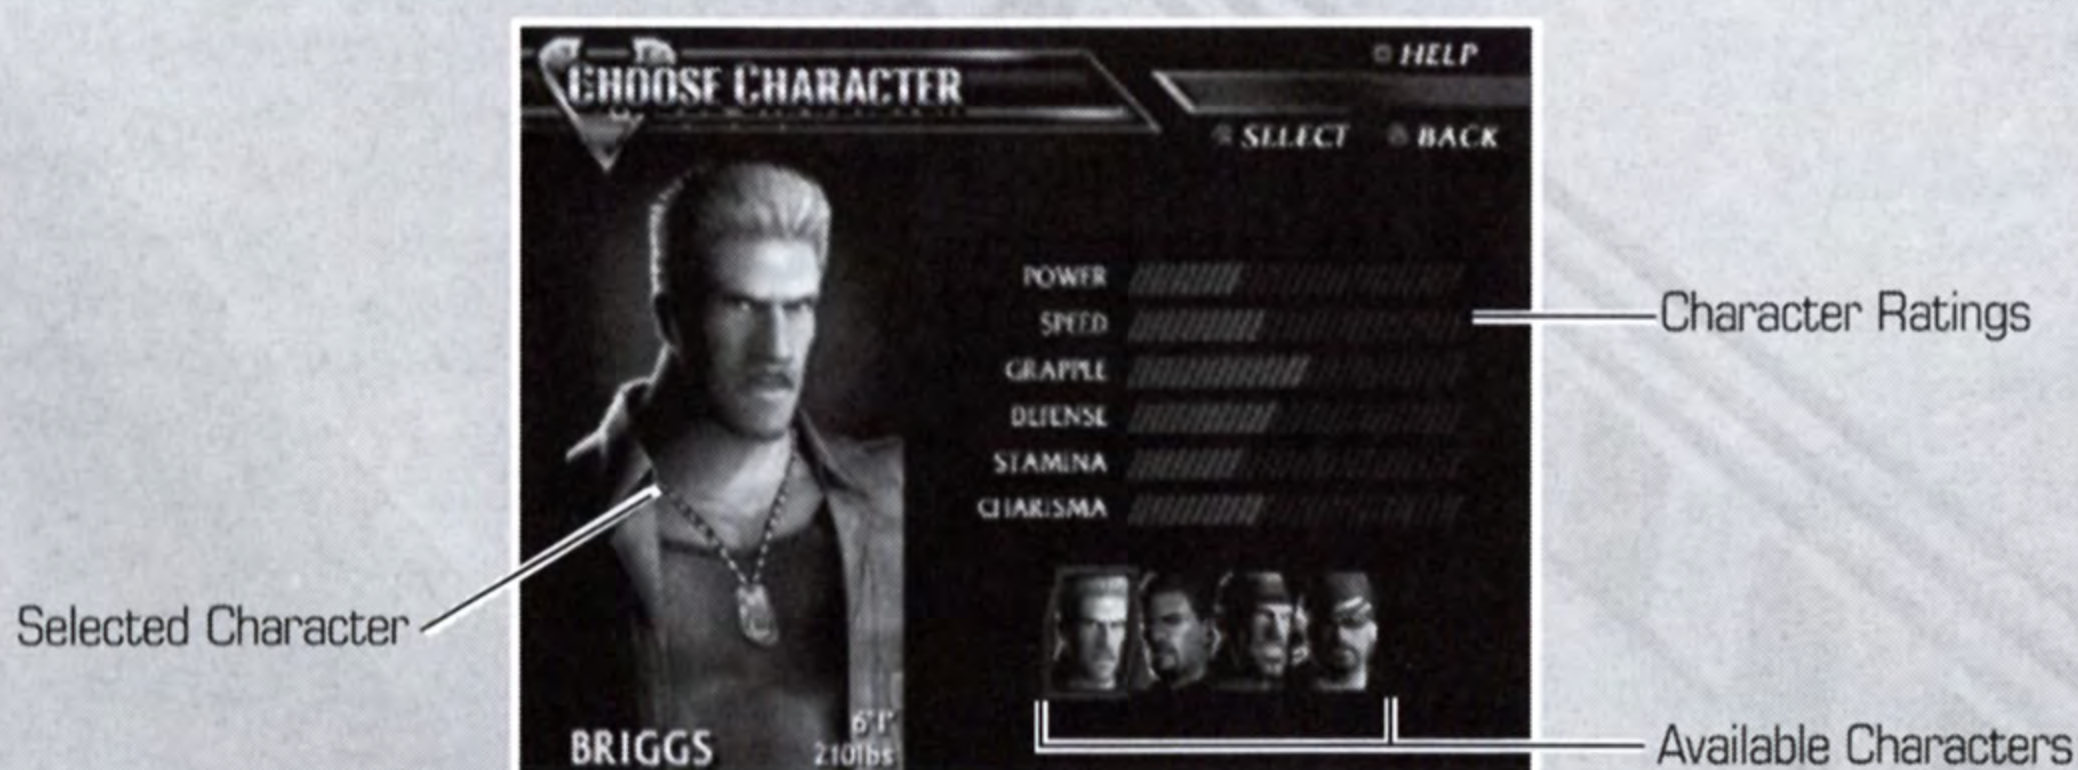 CHOOSE CHARACTER
HELP
SELECT BACK
POWER
SPEED
GRAPPLE
DEFENSE
STAMINA
CHARISMA
Character Ratings
Selected Character
BRIGGS
6'1"
210lbs
Available Characters